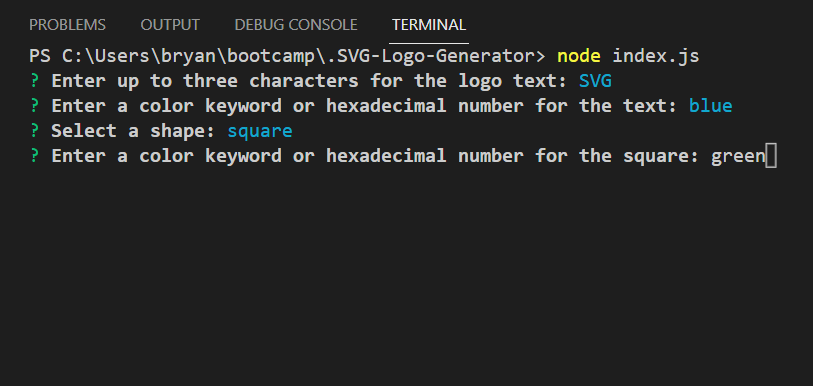 PROBLEMS OUTPUT DEBUG CONSOLE TERMINAL
PS C:\Users\bryan\bootcamp\.SVG-Logo-Generator> node index.js
? Enter up to three characters for the logo text: SVG
? Enter a color keyword or hexadecimal number for the text: blue
? Select a shape: square
? Enter a color keyword or hexadecimal number for the square: green